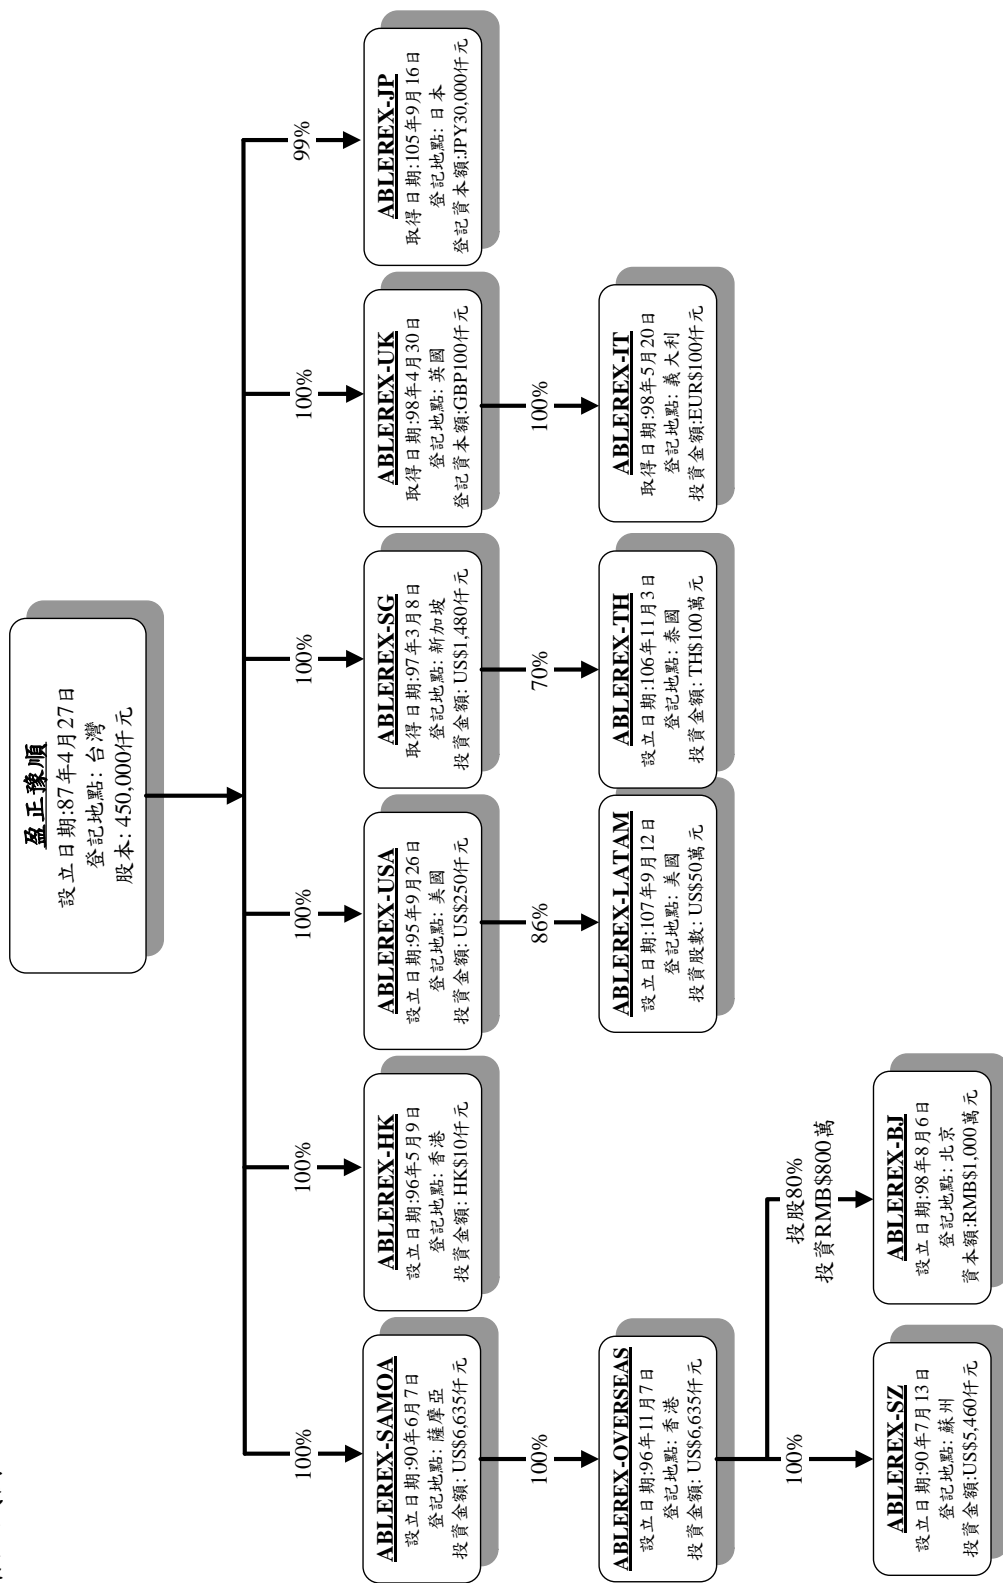 盈正豫順
設立日期:87年4月27日
登記地點: 台灣
股本: 450,000仟元
100%
100%
100%
100%
100%
99%
ABLEREX-SAMOA
設立日期:90年6月7日
登記地點: 薩摩亞
投資金額: US$6,635仟元
ABLEREX-HK
設立日期:96年5月9日
登記地點: 香港
投資金額: HK$10仟元
ABLEREX-USA
設立日期:95年9月26日
登記地點: 美國
投資金額: US$250仟元
ABLEREX-SG
取得日期:97年3月8日
登記地點: 新加坡
投資金額: US$1,480仟元
ABLEREX-UK
取得日期:98年4月30日
登記地點: 英國
登記資本額:GBP100仟元
ABLEREX-JP
取得日期:105年9月16日
登記地點: 日本
登記資本額:JPY30,000仟元
100%
86%
70%
100%
ABLEREX-OVERSEAS
設立日期:96年11月7日
登記地點: 香港
投資金額: US$6,635仟元
ABLEREX-LATAM
設立日期:107年9月12日
登記地點: 美國
投資股數: US$50萬元
ABLEREX-TH
設立日期:106年11月3日
登記地點: 泰國
投資金額: TH$100萬元
ABLEREX-IT
取得日期:98年5月20日
登記地點: 義大利
投資金額:EUR$100仟元
100%
投股80%
投資RMB$800萬
ABLEREX-SZ
設立日期:90年7月13日
登記地點: 蘇州
投資金額:US$5,460仟元
ABLEREX-BJ
設立日期:98年8月6日
登記地點: 北京
資本額:RMB$1,000萬元